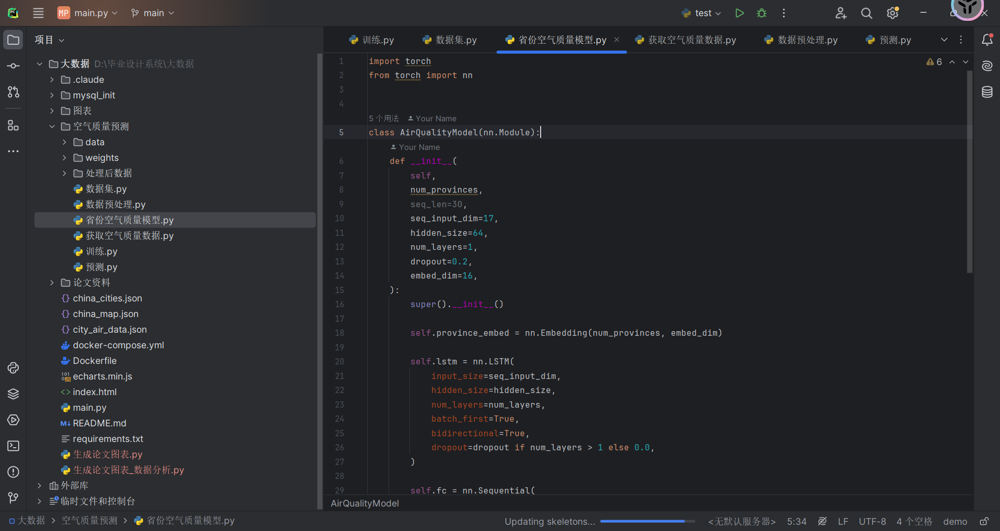 MP main.py
main
test
项目
训练.py
数据集.py
省份空气质量模型.py
获取空气质量数据.py
数据预处理.py
预测.py
大数据 D:\毕业设计系统\大数据
.claude
mysql_init
图表
空气质量预测
data
weights
处理后数据
数据集.py
数据预处理.py
省份空气质量模型.py
获取空气质量数据.py
训练.py
预测.py
论文资料
china_cities.json
china_map.json
city_air_data.json
docker-compose.yml
Dockerfile
echarts.min.js
index.html
main.py
README.md
requirements.txt
生成论文图表.py
生成论文图表_数据分析.py
外部库
临时文件和控制台
6
1 import torch
2 from torch import nn
3
4
5 个用法 Your Name
5 class AirQualityModel(nn.Module):
Your Name
6 def __init__(
7 self,
8 num_provinces,
9 seq_len=30,
10 seq_input_dim=17,
11 hidden_size=64,
12 num_layers=1,
13 dropout=0.2,
14 embed_dim=16,
15 ):
16 super().__init__()
17
18 self.province_embed = nn.Embedding(num_provinces, embed_dim)
19
20 self.lstm = nn.LSTM(
21 input_size=seq_input_dim,
22 hidden_size=hidden_size,
23 num_layers=num_layers,
24 batch_first=True,
25 bidirectional=True,
26 dropout=dropout if num_layers > 1 else 0.0,
27 )
28
29 self.fc = nn.Sequential(
AirQualityModel
大数据 > 空气质量预测 > 省份空气质量模型.py
Updating skeletons...
<无默认服务器>
5:34
LF
UTF-8
4 个空格
demo